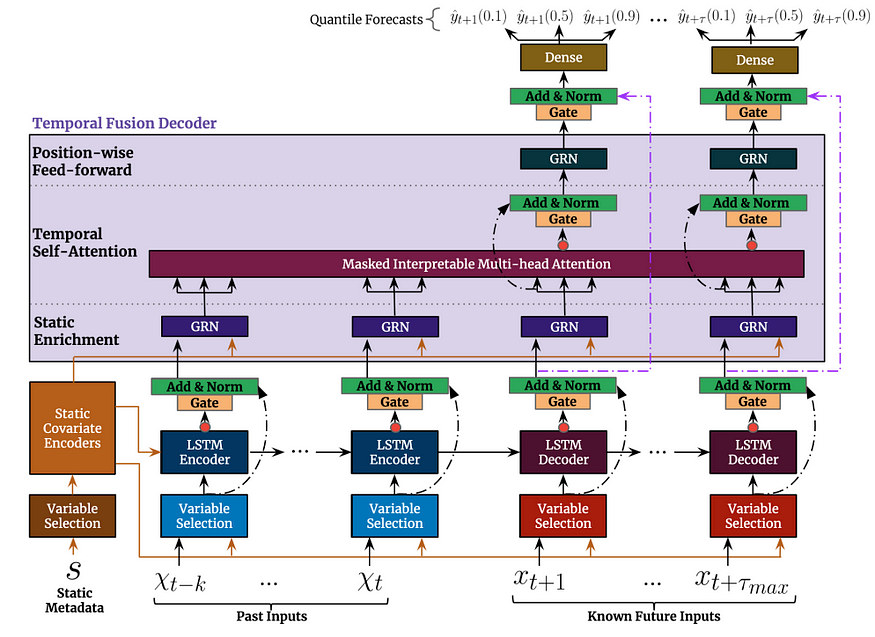 Quantile Forecasts { ŷt+1(0.1) ŷt+1(0.5) ŷt+1(0.9) ... ŷt+τ(0.1) ŷt+τ(0.5) ŷt+τ(0.9)
Dense Dense
Add & Norm Add & Norm
Gate Gate
Temporal Fusion Decoder
Position-wise
Feed-forward
GRN GRN
Add & Norm Add & Norm
Gate Gate
Temporal
Self-Attention
Masked Interpretable Multi-head Attention
Static
Enrichment
GRN GRN GRN GRN
Add & Norm Add & Norm Add & Norm Add & Norm
Gate Gate Gate Gate
Static
Covariate
Encoders
LSTM
Encoder
...
LSTM
Encoder
LSTM
Decoder
...
LSTM
Decoder
Variable
Selection
Variable
Selection
Variable
Selection
Variable
Selection
Variable
Selection
s χt−k ... χt xt+1 ... xt+τmax
Static
Metadata
Past Inputs Known Future Inputs